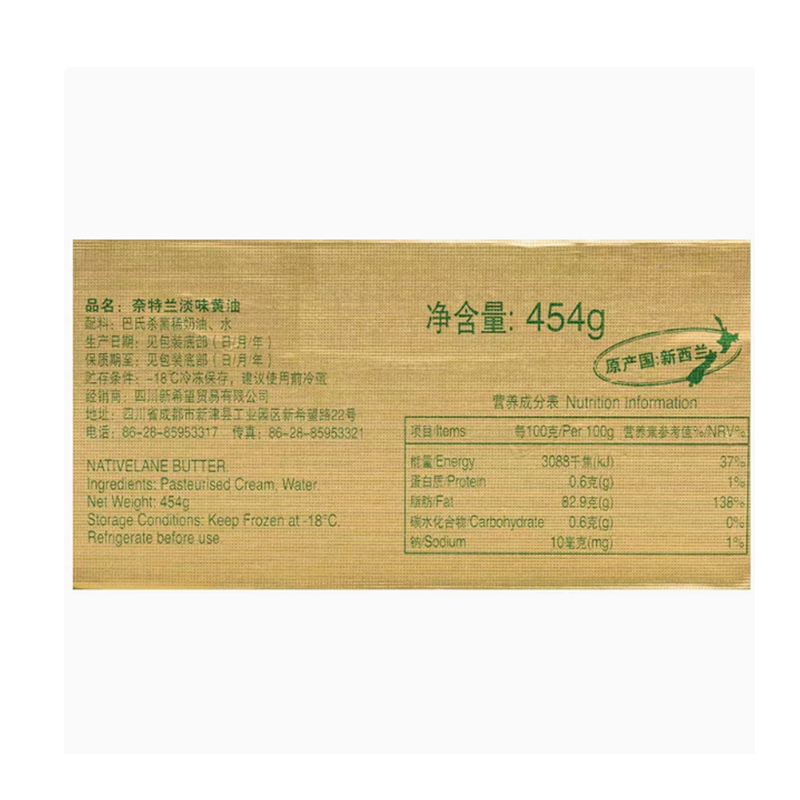 品名：奈特兰淡味黄油
配料：巴氏杀菌稀奶油、水
生产日期：见包装底部（日/月/年）
保质期至：见包装底部（日/月/年）
贮存条件：-18℃冷冻保存，建议使用前冷藏
经销商：四川新希望贸易有限公司
地址：四川省成都市新津县工业园区新希望路22号
电话：86-28-85953317 传真：86-28-85953321
NATIVELANE BUTTER.
Ingredients: Pasteurised Cream, Water.
Net Weight: 454g
Storage Conditions: Keep Frozen at -18°C.
Refrigerate before use.
净含量: 454g
原产国:新西兰
营养成分表 Nutrition Information
项目/Items 每100克/Per 100g 营养素参考值%/NRV%
能量/Energy 3088千焦(kJ) 37%
蛋白质/Protein 0.6克(g) 1%
脂肪/Fat 82.9克(g) 138%
碳水化合物/Carbohydrate 0.6克(g) 0%
钠/Sodium 10毫克(mg) 1%